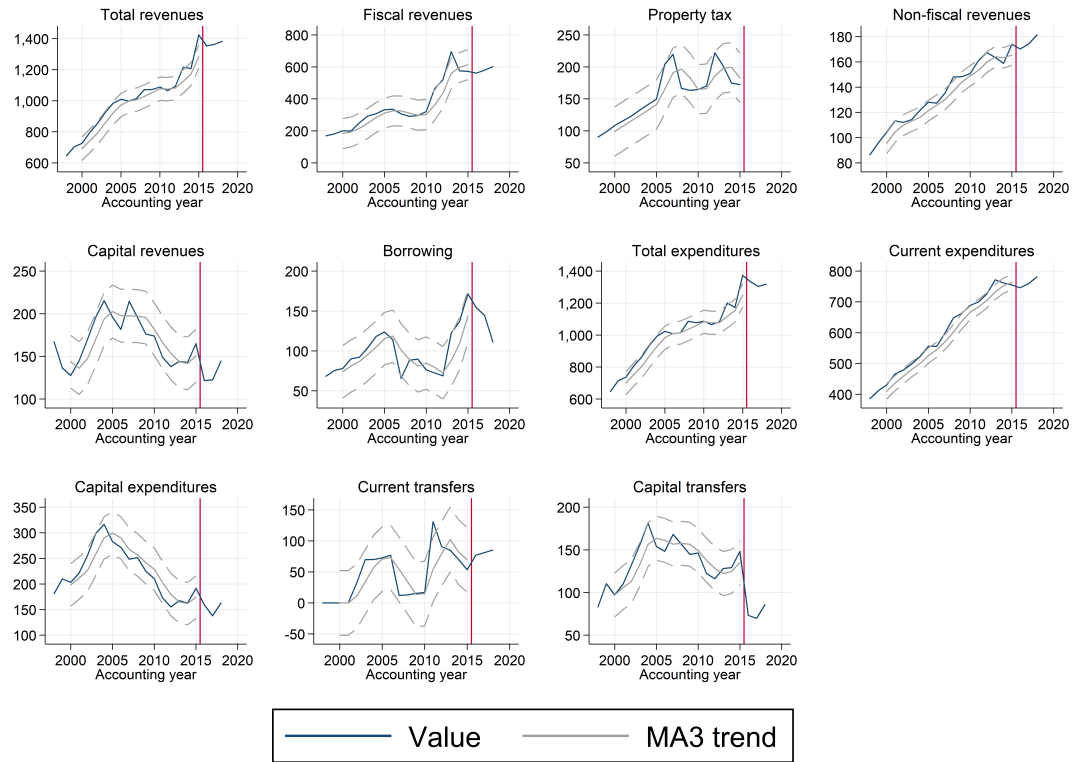 Total revenues
1,400
1,200
1,000
800
600
2000 2005 2010 2015 2020
Accounting year
Fiscal revenues
800
600
400
200
0
2000 2005 2010 2015 2020
Accounting year
Property tax
250
200
150
100
50
2000 2005 2010 2015 2020
Accounting year
Non-fiscal revenues
180
160
140
120
100
80
2000 2005 2010 2015 2020
Accounting year
Capital revenues
250
200
150
100
2000 2005 2010 2015 2020
Accounting year
Borrowing
200
150
100
50
2000 2005 2010 2015 2020
Accounting year
Total expenditures
1,400
1,200
1,000
800
600
2000 2005 2010 2015 2020
Accounting year
Current expenditures
800
700
600
500
400
2000 2005 2010 2015 2020
Accounting year
Capital expenditures
350
300
250
200
150
100
2000 2005 2010 2015 2020
Accounting year
Current transfers
150
100
50
0
-50
2000 2005 2010 2015 2020
Accounting year
Capital transfers
200
150
100
50
2000 2005 2010 2015 2020
Accounting year
Value MA3 trend